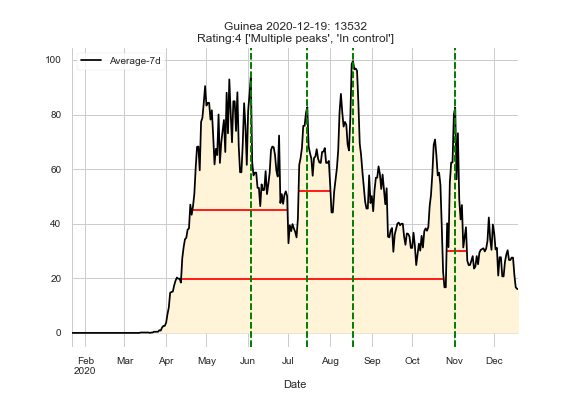 Guinea 2020-12-19: 13532
Rating:4 ['Multiple peaks', 'In control']
Average-7d
100
80
60
40
20
0
Feb Mar Apr May Jun Jul Aug Sep Oct Nov Dec
2020
Date